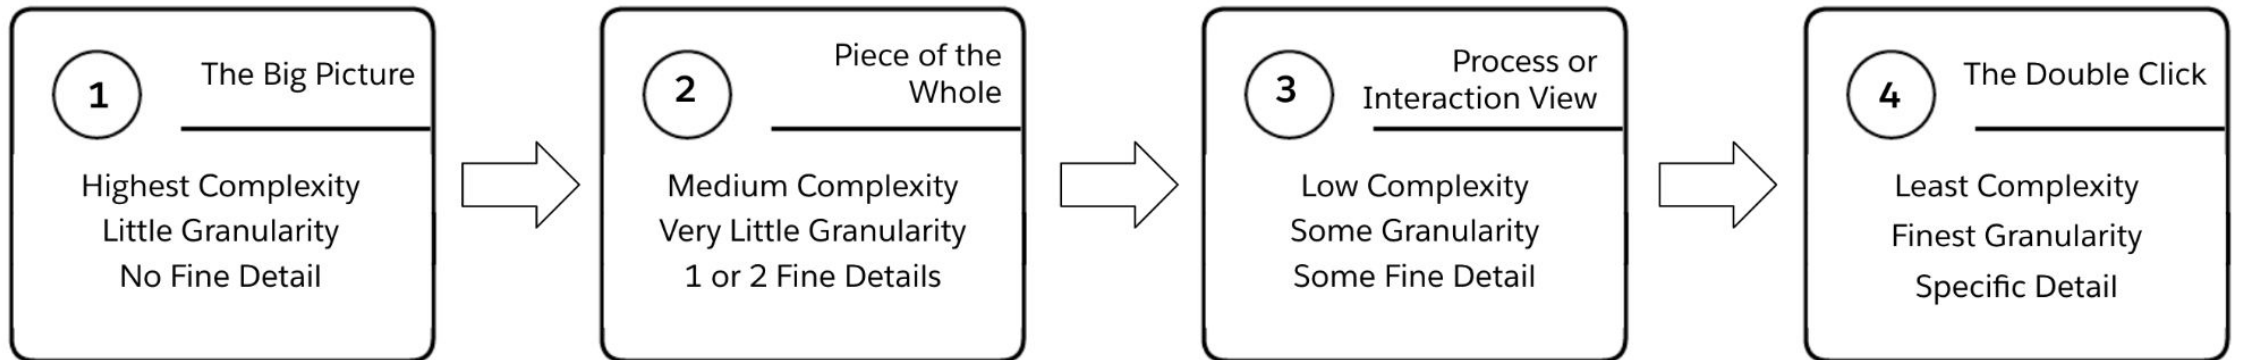 1
The Big Picture
Highest Complexity
Little Granularity
No Fine Detail
2
Piece of the
Whole
Medium Complexity
Very Little Granularity
1 or 2 Fine Details
3
Process or
Interaction View
Low Complexity
Some Granularity
Some Fine Detail
4
The Double Click
Least Complexity
Finest Granularity
Specific Detail